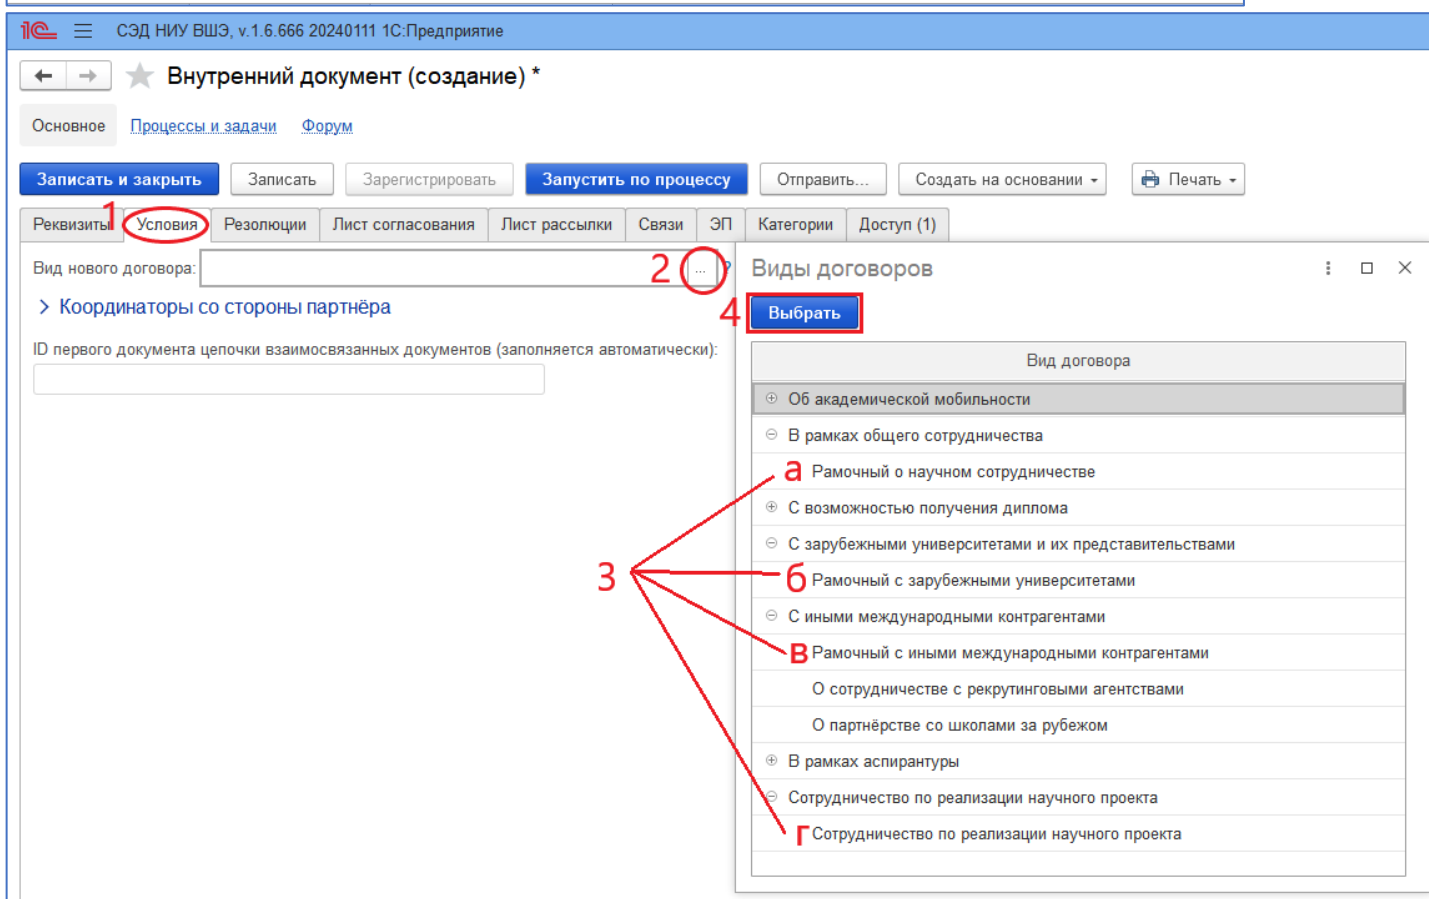 1С СЭД НИУ ВШЭ, v.1.6.666 20240111 1С:Предприятие
Внутренний документ (создание) *
Основное Процессы и задачи Форум
Записать и закрыть Записать Зарегистрировать Запустить по процессу Отправить... Создать на основании Печать
Реквизиты 1 Условия Резолюции Лист согласования Лист рассылки Связи ЭП Категории Доступ (1)
Вид нового договора: 2 ... ?
Координаторы со стороны партнёра
ID первого документа цепочки взаимосвязанных документов (заполняется автоматически):
3
Виды договоров
4 Выбрать
Вид договора
Об академической мобильности
В рамках общего сотрудничества
а Рамочный о научном сотрудничестве
С возможностью получения диплома
С зарубежными университетами и их представительствами
б Рамочный с зарубежными университетами
С иными международными контрагентами
в Рамочный с иными международными контрагентами
О сотрудничестве с рекрутинговыми агентствами
О партнёрстве со школами за рубежом
В рамках аспирантуры
Сотрудничество по реализации научного проекта
г Сотрудничество по реализации научного проекта